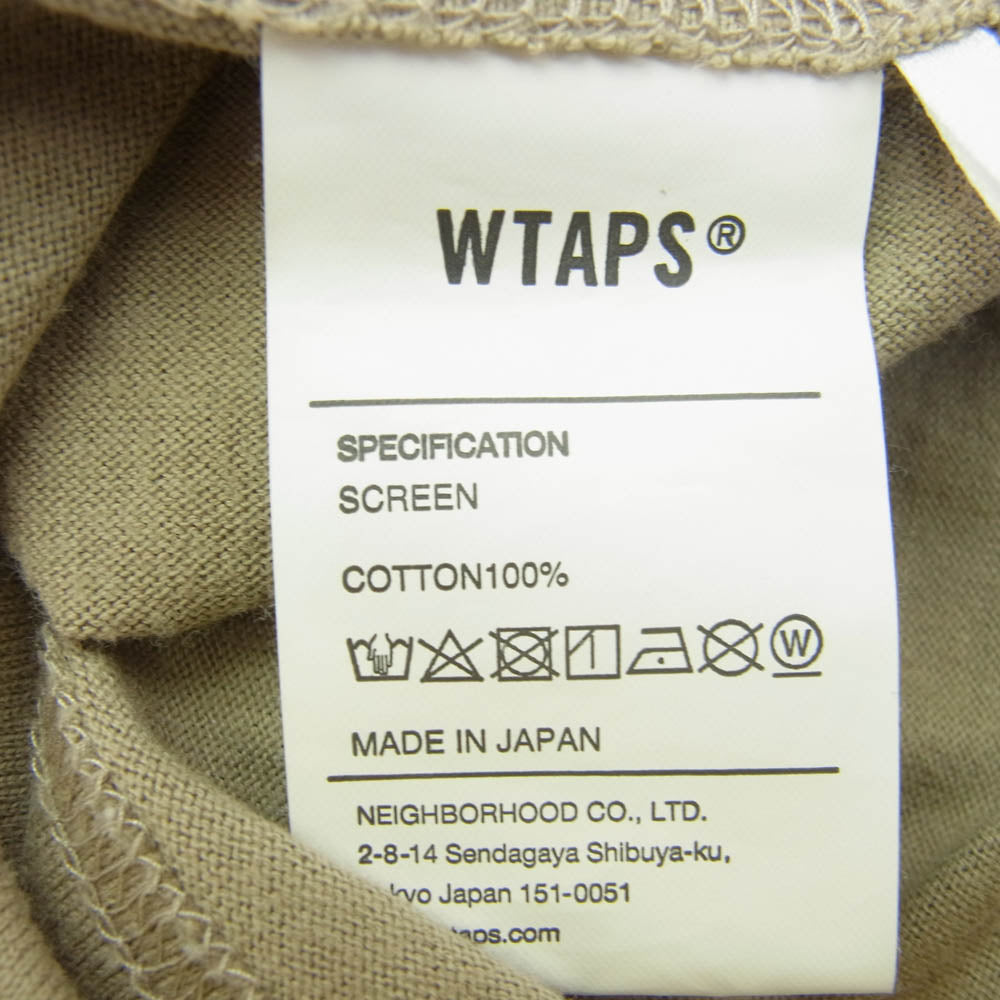 WTAPS®
SPECIFICATION
SCREEN
COTTON100%
W
MADE IN JAPAN
NEIGHBORHOOD CO., LTD.
2-8-14 Sendagaya Shibuya-ku,
Japan 151-0051